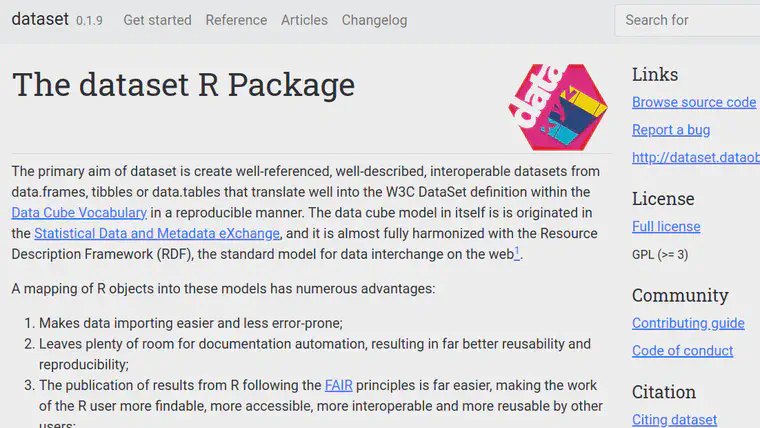 dataset 0.1.9 Get started Reference Articles Changelog Search for
The dataset R Package
data
The primary aim of dataset is create well-referenced, well-described, interoperable datasets from
data.frames, tibbles or data.tables that translate well into the W3C DataSet definition within the
Data Cube Vocabulary in a reproducible manner. The data cube model in itself is is originated in
the Statistical Data and Metadata eXchange, and it is almost fully harmonized with the Resource
Description Framework (RDF), the standard model for data interchange on the web1.
A mapping of R objects into these models has numerous advantages:
1. Makes data importing easier and less error-prone;
2. Leaves plenty of room for documentation automation, resulting in far better reusability and
reproducibility;
3. The publication of results from R following the FAIR principles is far easier, making the work
of the R user more findable, more accessible, more interoperable and more reusable by other
users;
Links
Browse source code
Report a bug
http://dataset.dataob
License
Full license
GPL (>= 3)
Community
Contributing guide
Code of conduct
Citation
Citing dataset